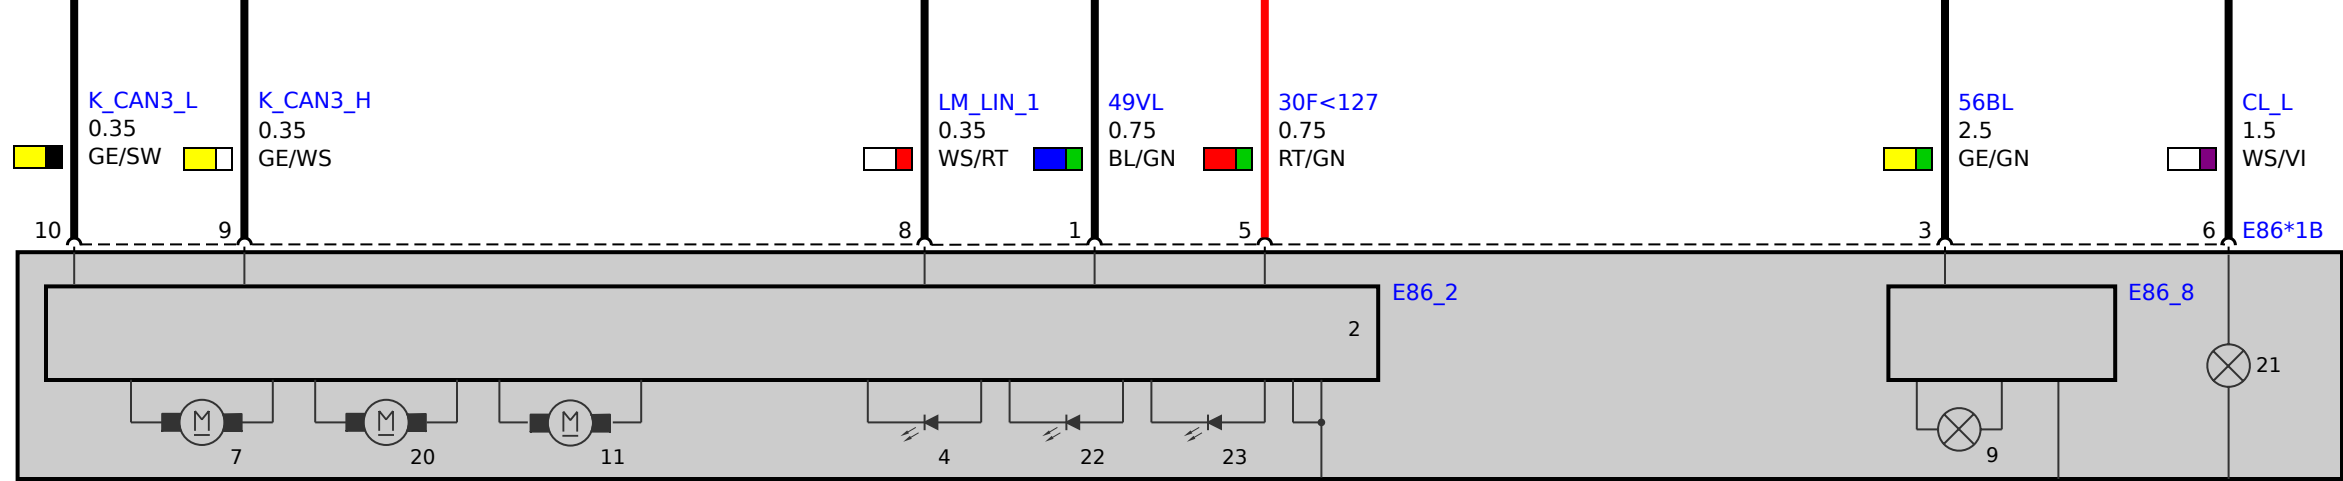 K_CAN3_L
0.35
GE/SW
K_CAN3_H
0.35
GE/WS
LM_LIN_1
0.35
WS/RT
49VL
0.75
BL/GN
30F<127
0.75
RT/GN
56BL
2.5
GE/GN
CL_L
1.5
WS/VI
10
9
8
1
5
3
6
E86*1B
E86_2
E86_8
2
21
M
M
M
7
20
11
4
22
23
9